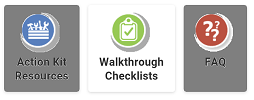 Action Kit
Resources
Walkthrough
Checklists
??
FAQ